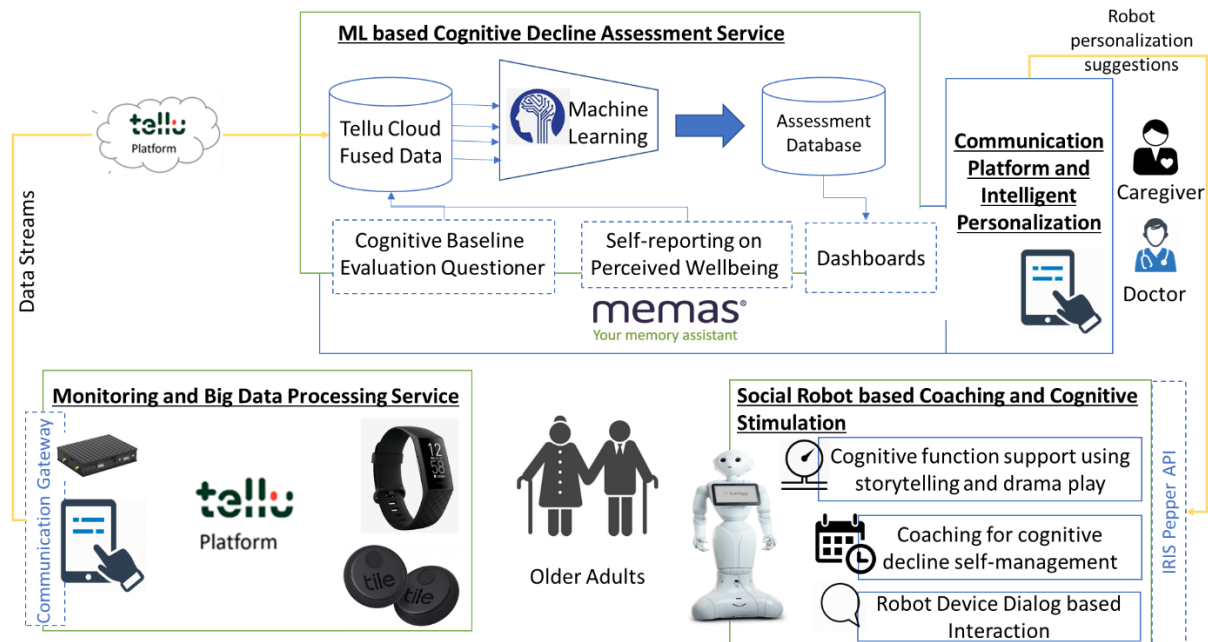 ML based Cognitive Decline Assessment Service
Robot
personalization
suggestions
tellu
Platform
Tellu Cloud
Fused Data
Machine
Learning
Assessment
Database
Communication
Platform and
Intelligent
Personalization
Caregiver
Doctor
Cognitive Baseline
Evaluation Questioner
Self-reporting on
Perceived Wellbeing
Dashboards
memas®
Your memory assistant
Data Streams
Monitoring and Big Data Processing Service
Communication Gateway
tellu
Platform
tile
tile
Older Adults
Social Robot based Coaching and Cognitive
Stimulation
Cognitive function support using
storytelling and drama play
Coaching for cognitive
decline self-management
Robot Device Dialog based
Interaction
IRIS Pepper API